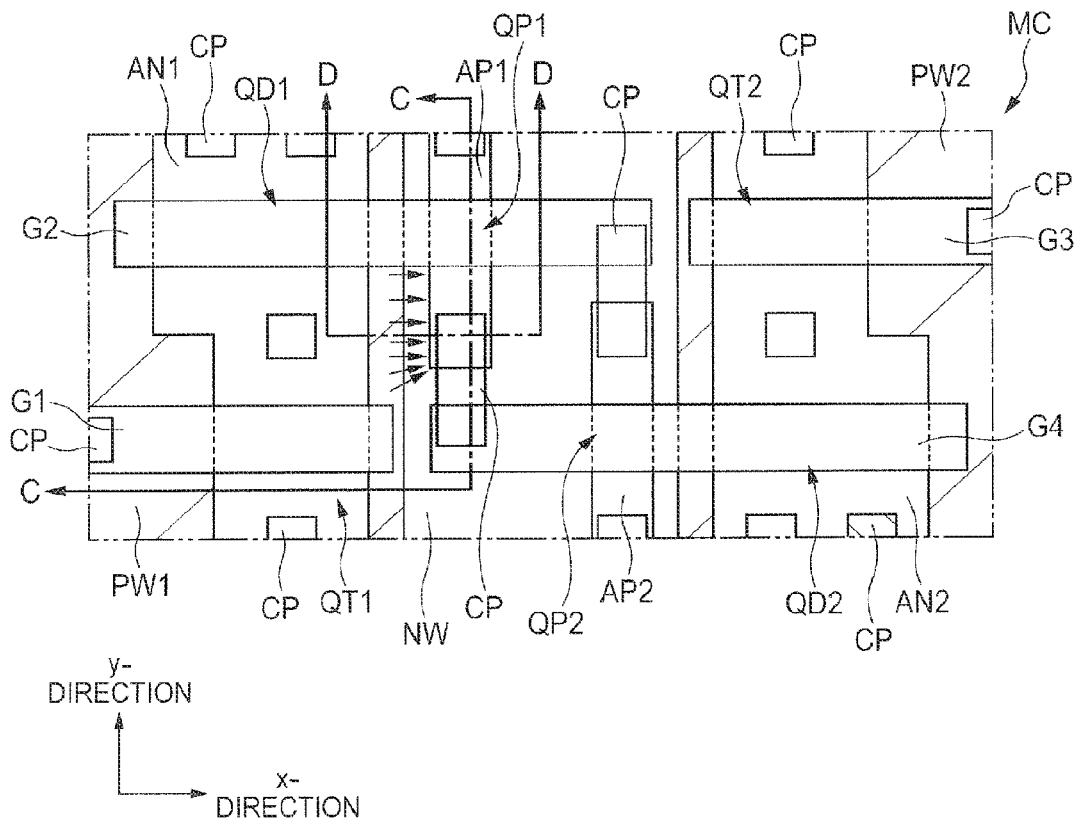 QP1
MC
CP
AN1
QD1
D
C
AP1
D
CP
QT2
CP
PW2
CP
G2
G3
G1
CP
G4
C
PW1
CP
QT1
NW
CP
QP2
AP2
QD2
CP
AN2
y-
DIRECTION
x-
DIRECTION